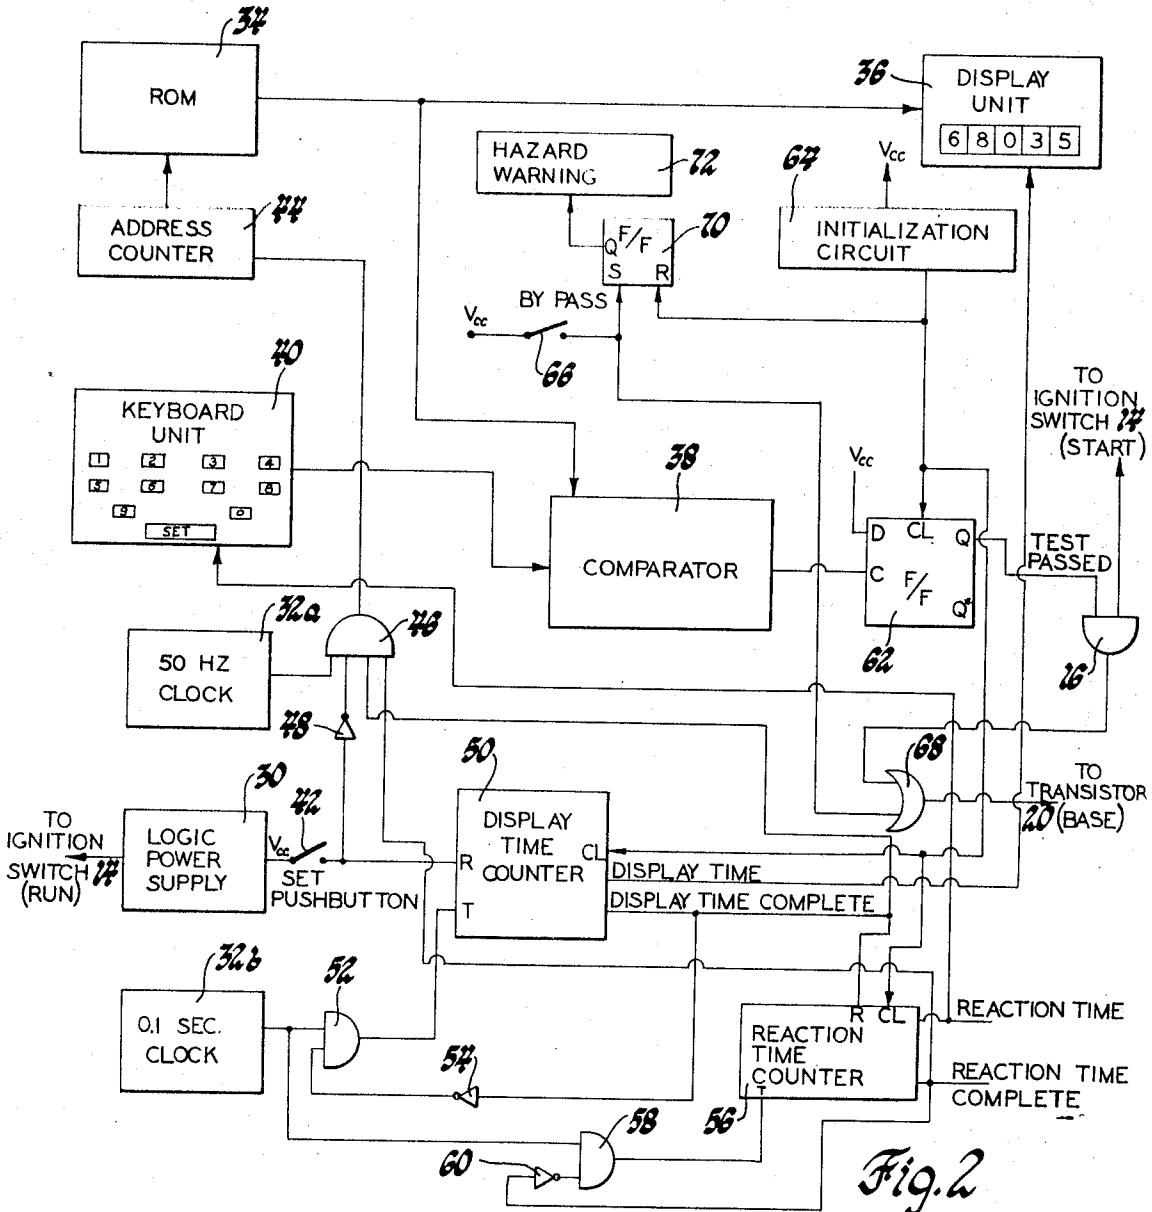 34
ROM
36
DISPLAY
UNIT
6 8 0 3 5
HAZARD
WARNING
72
64
Vcc
ADDRESS
COUNTER
44
Q F/F
S R
70
INITIALIZATION
CIRCUIT
BY PASS
Vcc
66
40
KEYBOARD
UNIT
1 2 3 4
5 6 7 8
9 0
SET
TO
IGNITION
SWITCH 14
(START)
38
COMPARATOR
Vcc
D CL Q
C F/F
Q*
62
TEST
PASSED
16
32a
50 HZ
CLOCK
46
48
50
68
30
LOGIC
POWER
SUPPLY
TO
IGNITION
SWITCH 14
(RUN)
Vcc
42
SET
PUSHBUTTON
DISPLAY
TIME
COUNTER
R
T
CL
DISPLAY TIME
DISPLAY TIME COMPLETE
TO
TRANSISTOR
20 (BASE)
32b
0.1 SEC.
CLOCK
52
54
R CL
REACTION
TIME
COUNTER
T
56
REACTION TIME
REACTION TIME
COMPLETE
58
60
Fig. 2